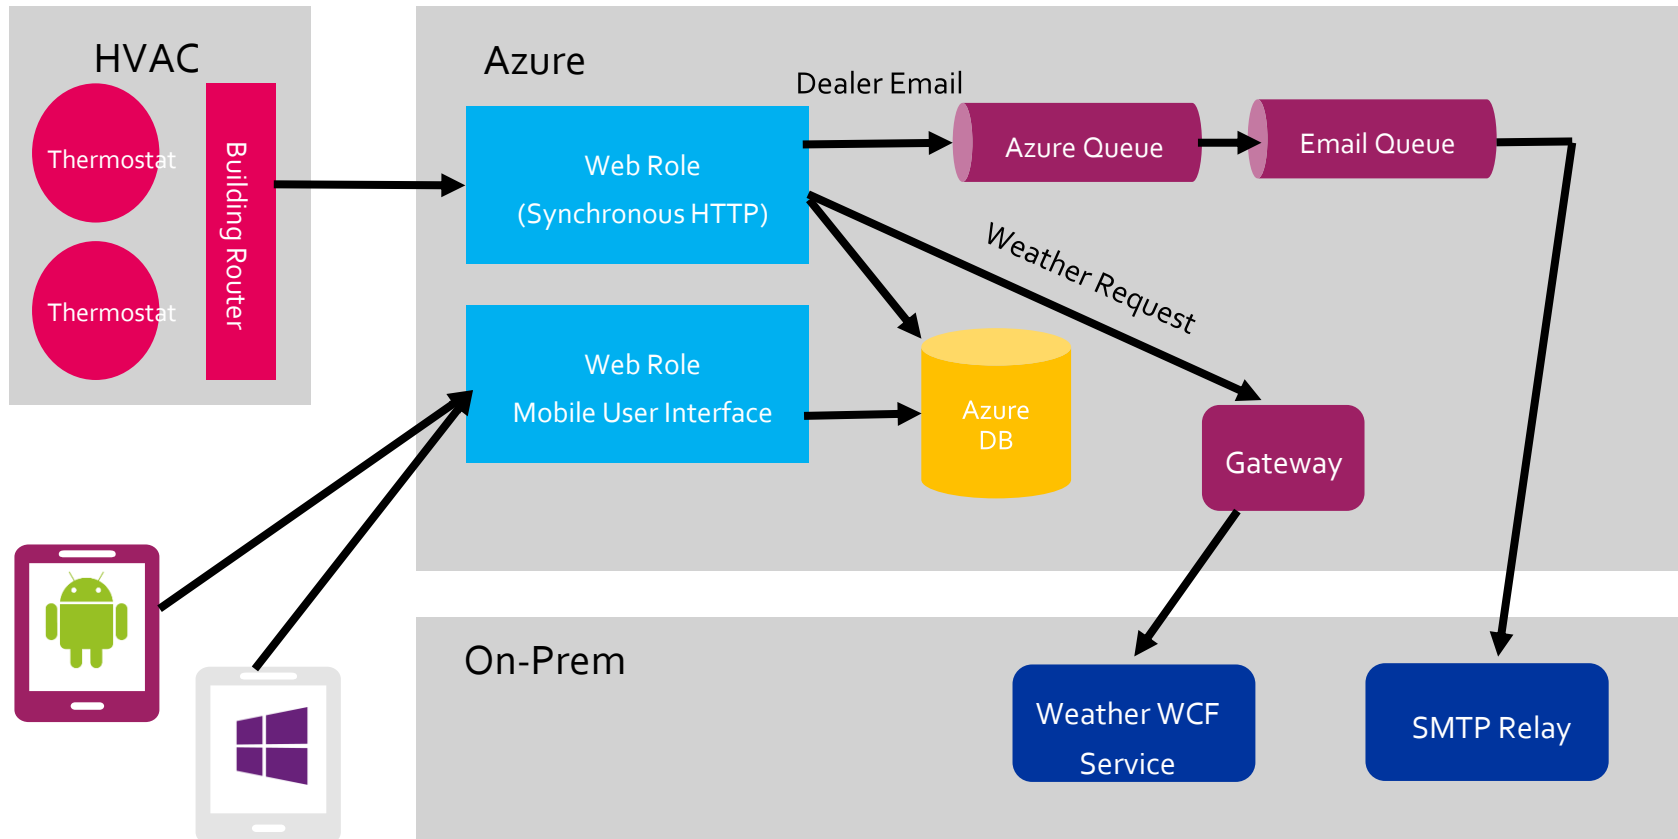 HVAC
Thermostat
Thermostat
Building Router
Azure
Dealer Email
Web Role
(Synchronous HTTP)
Azure Queue
Email Queue
Weather Request
Web Role
Mobile User Interface
Azure
DB
Gateway
On-Prem
Weather WCF
Service
SMTP Relay